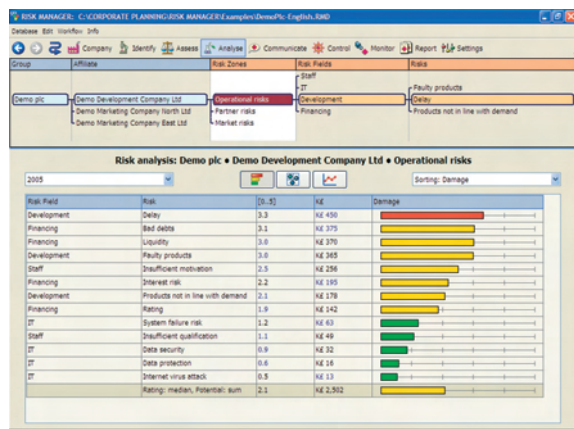 RISK MANAGER: C:\CORPORATE PLANNING\RISK MANAGER\Examples\DemoPlc-English.RMD
Database Edit Workflow Info
Company Identify Assess Analyse Communicate Control Monitor Report Settings
Group Affiliate Risk Zones Risk Fields Risks
Staff
IT Faulty products
Demo plc Demo Development Company Ltd Operational risks Development Delay
Demo Marketing Company North Ltd Partner risks Financing Products not in line with demand
Demo Marketing Company East Ltd Market risks
Risk analysis: Demo plc • Demo Development Company Ltd • Operational risks
2005 Sorting: Damage
Risk Field Risk [0..5] K£ Damage
Development Delay 3.3 K£ 450
Financing Bad debts 3.1 K£ 375
Financing Liquidity 3.0 K£ 370
Development Faulty products 3.0 K£ 365
Staff Insufficient motivation 2.5 K£ 256
Financing Interest risk 2.2 K£ 195
Development Products not in line with demand 2.1 K£ 178
Financing Rating 1.9 K£ 142
IT System failure risk 1.2 K£ 63
Staff Insufficient qualification 1.1 K£ 49
IT Data security 0.9 K£ 32
IT Data protection 0.6 K£ 16
IT Internet virus attack 0.5 K£ 13
Rating: median, Potential: sum 2.1 K£ 2,502